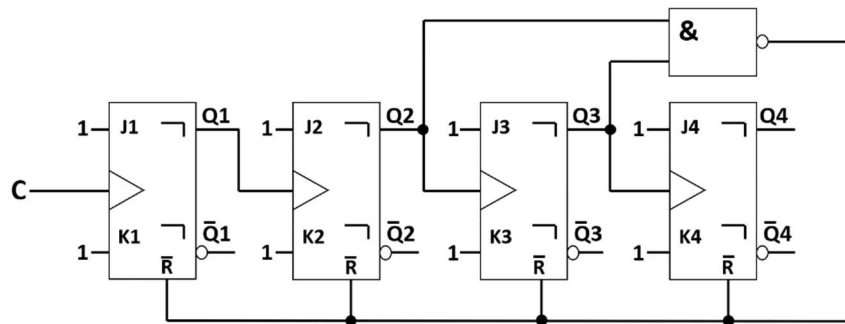 &
Q1 Q2 Q3 Q4
1 J1 1 J2 1 J3 1 J4
C
K1 K2 K3 K4
1 1 1 1
Q̅1 Q̅2 Q̅3 Q̅4
R̅ R̅ R̅ R̅